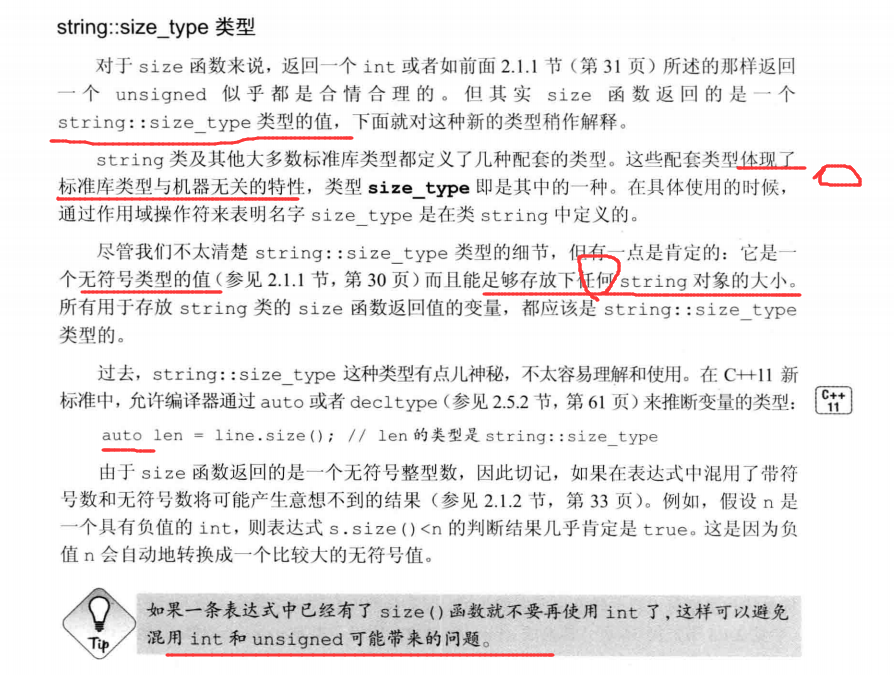 string::size_type 类型
对于 size 函数来说，返回一个 int 或者如前面 2.1.1 节（第 31 页）所述的那样返回
一个 unsigned 似乎都是合情合理的。但其实 size 函数返回的是一个
string::size_type 类型的值，下面就对这种新的类型稍作解释。
string 类及其他大多数标准库类型都定义了几种配套的类型。这些配套类型体现了
标准库类型与机器无关的特性，类型 size_type 即是其中的一种。在具体使用的时候，
通过作用域操作符来表明名字 size_type 是在类 string 中定义的。
尽管我们不太清楚 string::size_type 类型的细节，但有一点是肯定的：它是一
个无符号类型的值（参见 2.1.1 节，第 30 页）而且能足够存放下任何 string 对象的大小。
所有用于存放 string 类的 size 函数返回值的变量，都应该是 string::size_type
类型的。
过去，string::size_type 这种类型有点儿神秘，不太容易理解和使用。在 C++11 新
标准中，允许编译器通过 auto 或者 decltype（参见 2.5.2 节，第 61 页）来推断变量的类型：
C++
11
auto len = line.size(); // len 的类型是 string::size_type
由于 size 函数返回的是一个无符号整型数，因此切记，如果在表达式中混用了带符
号数和无符号数将可能产生意想不到的结果（参见 2.1.2 节，第 33 页）。例如，假设 n 是
一个具有负值的 int，则表达式 s.size()<n 的判断结果几乎肯定是 true。这是因为负
值 n 会自动地转换成一个比较大的无符号值。
Tip
如果一条表达式中已经有了 size()函数就不要再使用 int 了，这样可以避免
混用 int 和 unsigned 可能带来的问题。